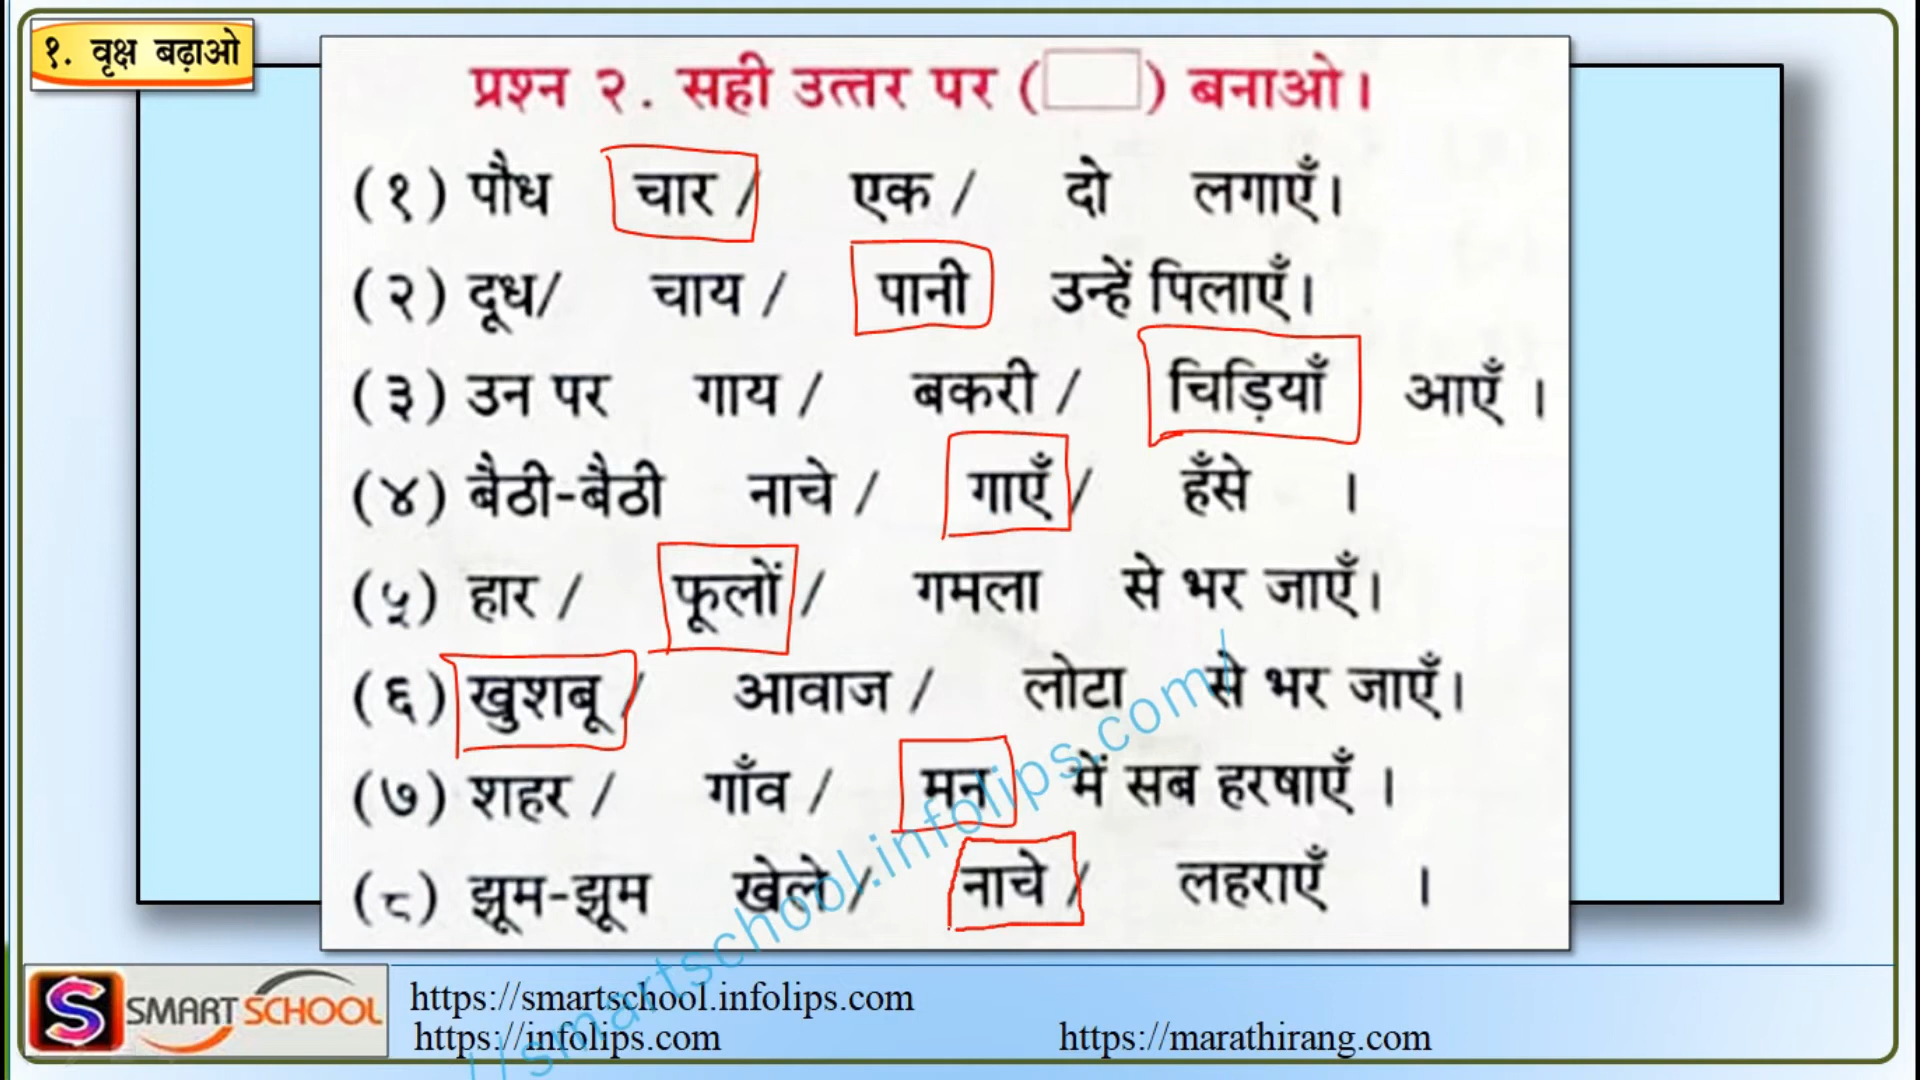 १. वृक्ष बढ़ाओ
प्रश्न २. सही उत्तर पर ( ) बनाओ।
(१) पौध चार / एक / दो लगाएँ।
(२) दूध/ चाय / पानी उन्हें पिलाएँ।
(३) उन पर गाय / बकरी / चिड़ियाँ आएँ ।
(४) बैठी-बैठी नाचे / गाएँ / हँसे ।
(५) हार / फूलों / गमला से भर जाएँ।
(६) खुशबू / आवाज / लोटा से भर जाएँ।
(७) शहर / गाँव / मन में सब हरषाएँ ।
(८) झूम-झूम खेले / नाचे / लहराएँ ।
//smartschool.infolips.com/
S SMART SCHOOL
https://smartschool.infolips.com
https://infolips.com https://marathirang.com